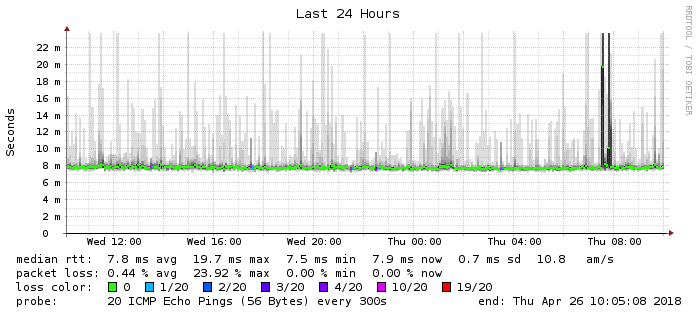 Last 24 Hours
RRDTOOL / TOBI OETIKER
Seconds
22 m
20 m
18 m
16 m
14 m
12 m
10 m
8 m
6 m
4 m
2 m
0
Wed 12:00 Wed 16:00 Wed 20:00 Thu 00:00 Thu 04:00 Thu 08:00
median rtt: 7.8 ms avg 19.7 ms max 7.5 ms min 7.9 ms now 0.7 ms sd 10.8 am/s
packet loss: 0.44 % avg 23.92 % max 0.00 % min 0.00 % now
loss color: 0 1/20 2/20 3/20 4/20 10/20 19/20
probe: 20 ICMP Echo Pings (56 Bytes) every 300s end: Thu Apr 26 10:05:08 2018